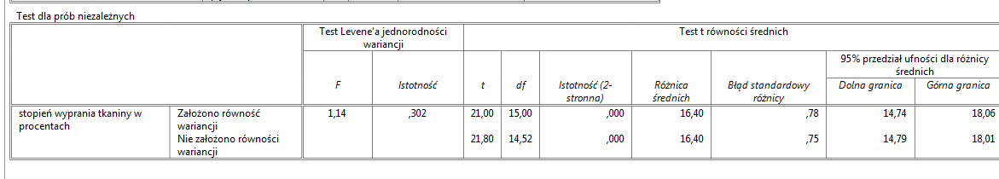 Test dla prób niezależnych
Test Levene'a jednorodności
wariancji
Test t równości średnich
95% przedział ufności dla różnicy
średnich
F
Istotność
t
df
Istotność (2-
stronna)
Różnica
średnich
Błąd standardowy
różnicy
Dolna granica
Górna granica
stopień wyprania tkaniny w
procentach
Założono równość
wariancji
1,14
,302
21,00
15,00
,000
16,40
,78
14,74
18,06
Nie założono równości
wariancji
21,80
14,52
,000
16,40
,75
14,79
18,01